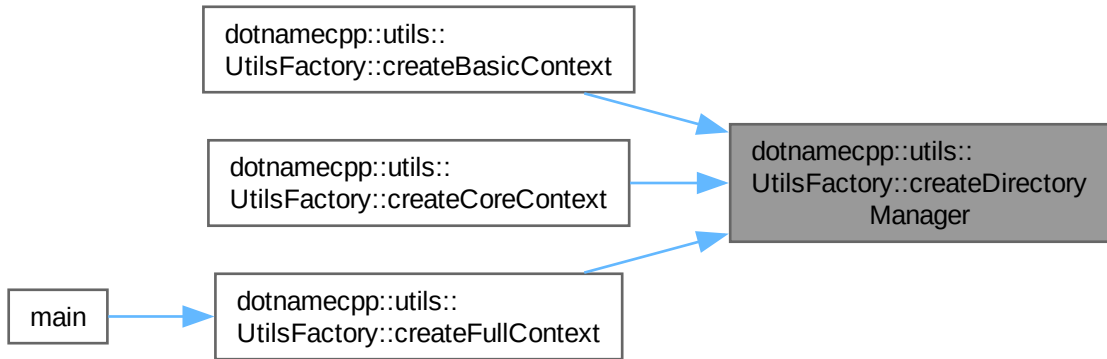 dotnamecpp::utils::
UtilsFactory::createBasicContext
dotnamecpp::utils::
UtilsFactory::createCoreContext
dotnamecpp::utils::
UtilsFactory::createDirectory
Manager
main
dotnamecpp::utils::
UtilsFactory::createFullContext